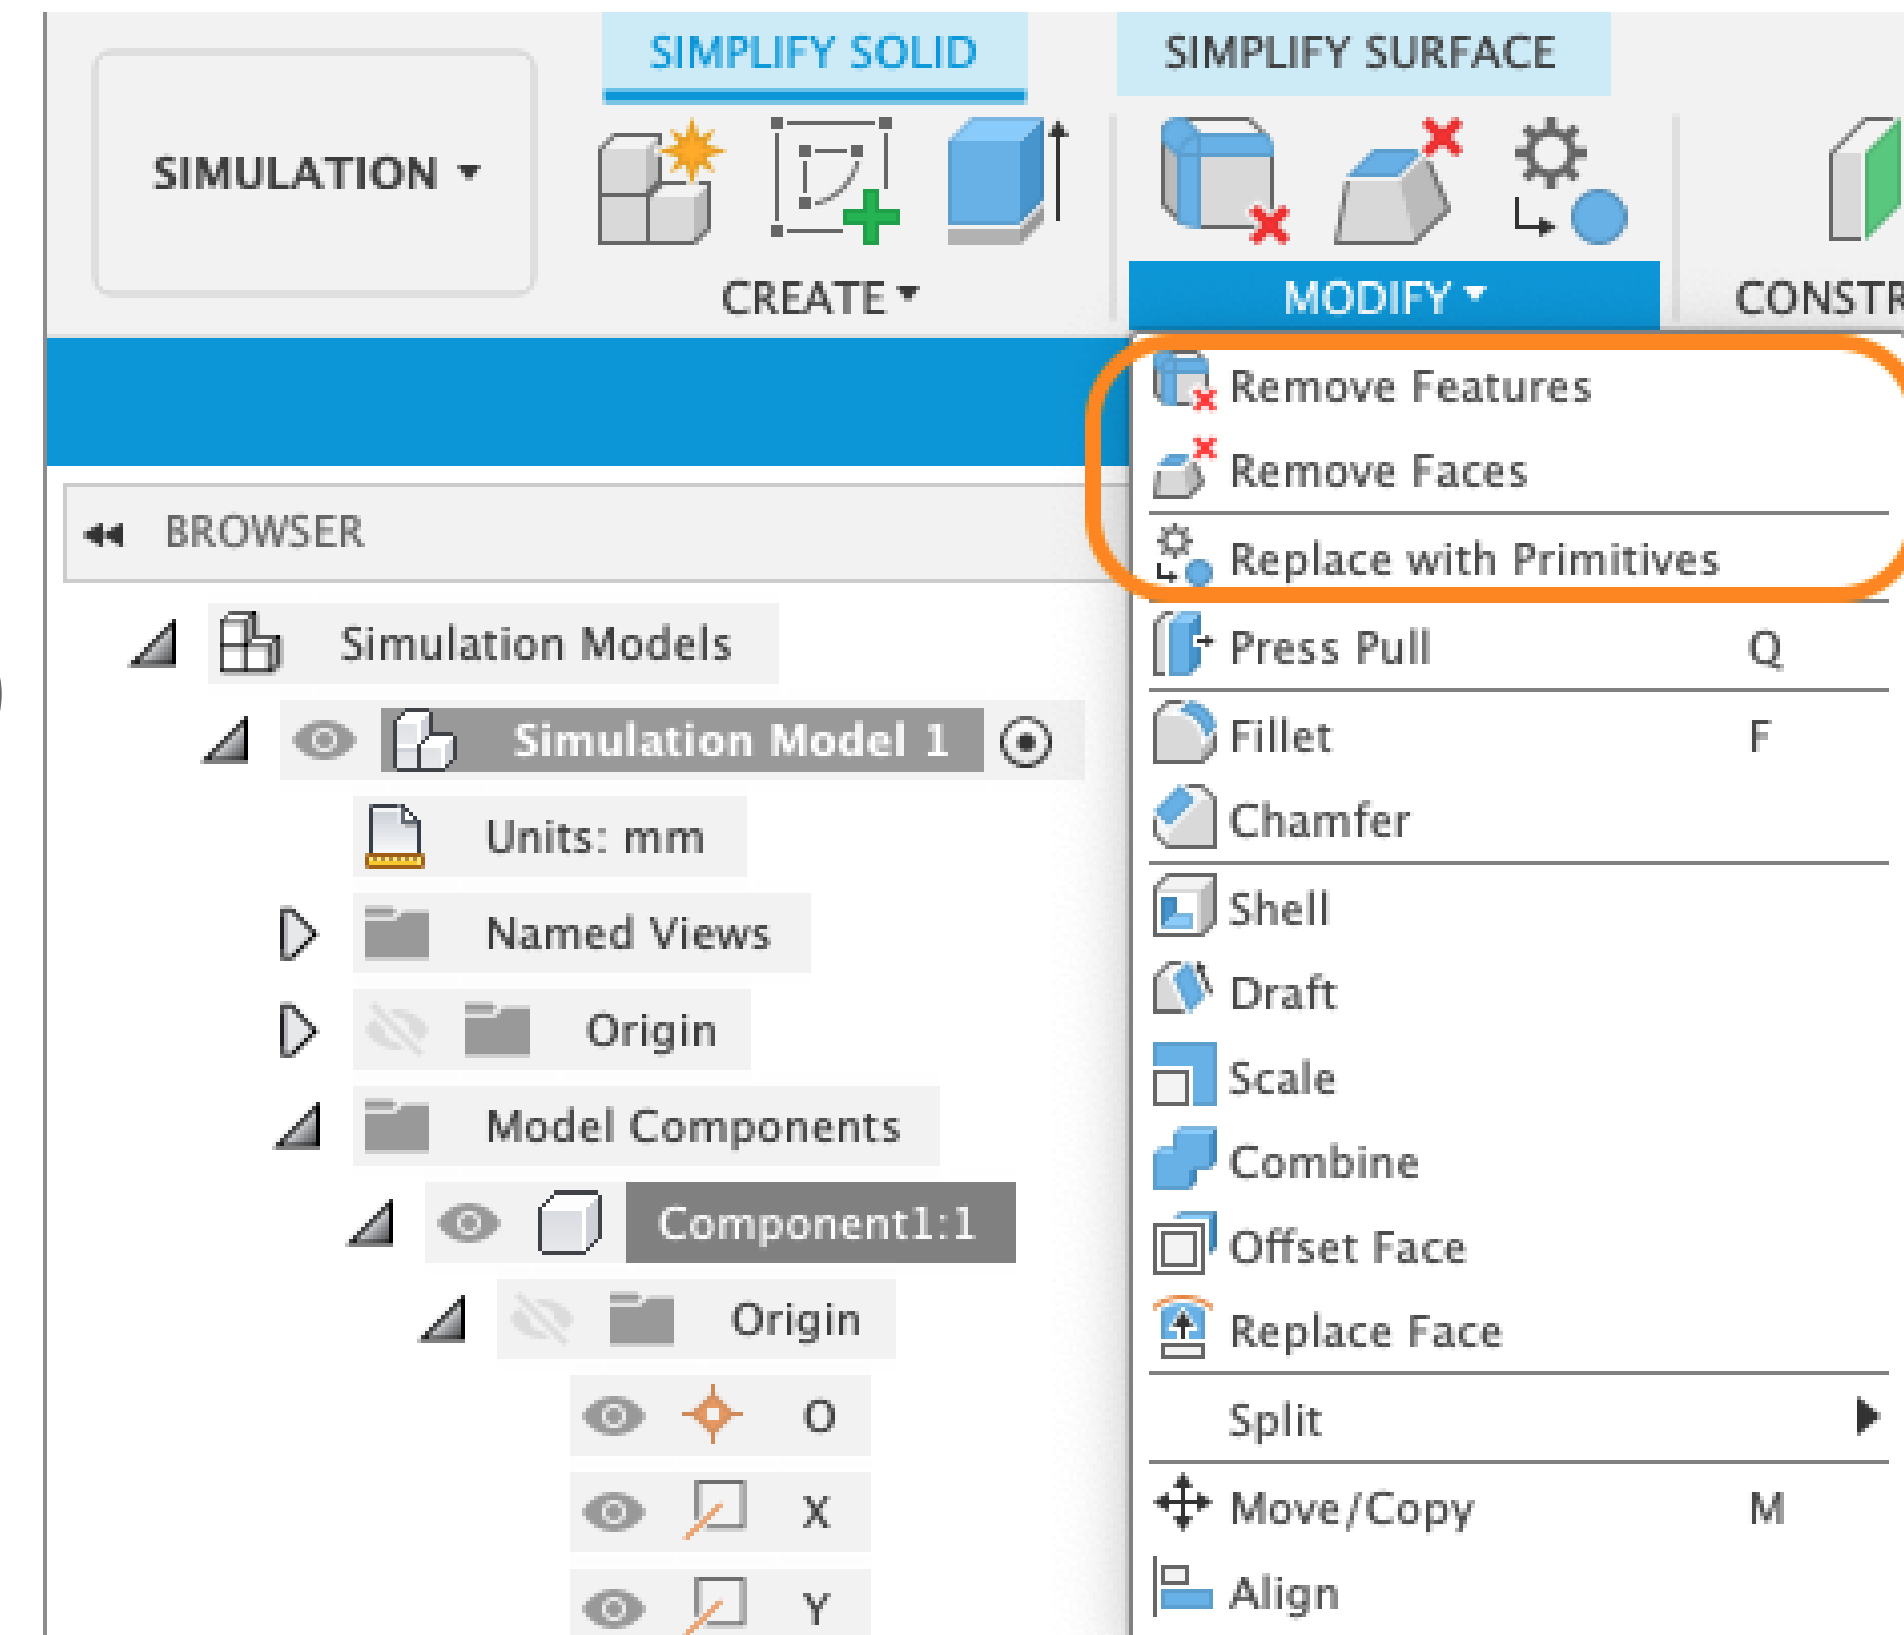 SIMPLIFY SOLID
SIMPLIFY SURFACE
SIMULATION
CREATE
MODIFY
BROWSER
Simulation Models
Simulation Model 1
Units: mm
Named Views
Origin
Model Components
Component1:1
Origin
O
X
Y
Remove Features
Remove Faces
Replace with Primitives
Press Pull Q
Fillet F
Chamfer
Shell
Draft
Scale
Combine
Offset Face
Replace Face
Split
Move/Copy M
Align